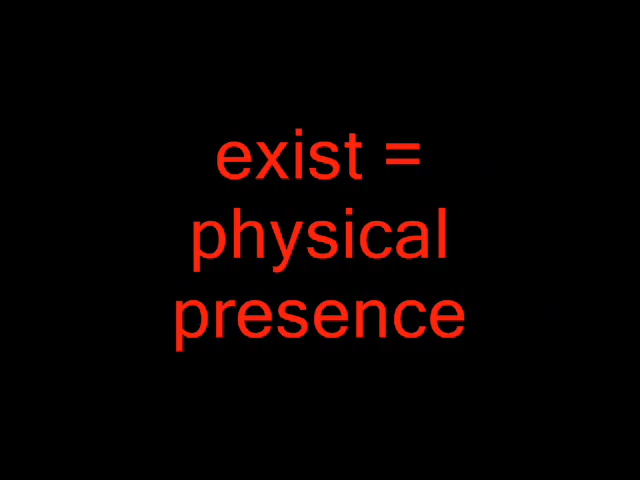 exist =
physical
presence